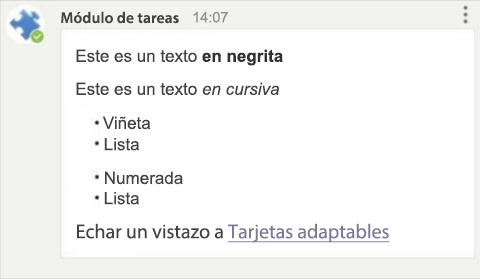 Módulo de tareas 14:07
Este es un texto en negrita
Este es un texto en cursiva
• Viñeta
• Lista
• Numerada
• Lista
Echar un vistazo a Tarjetas adaptables